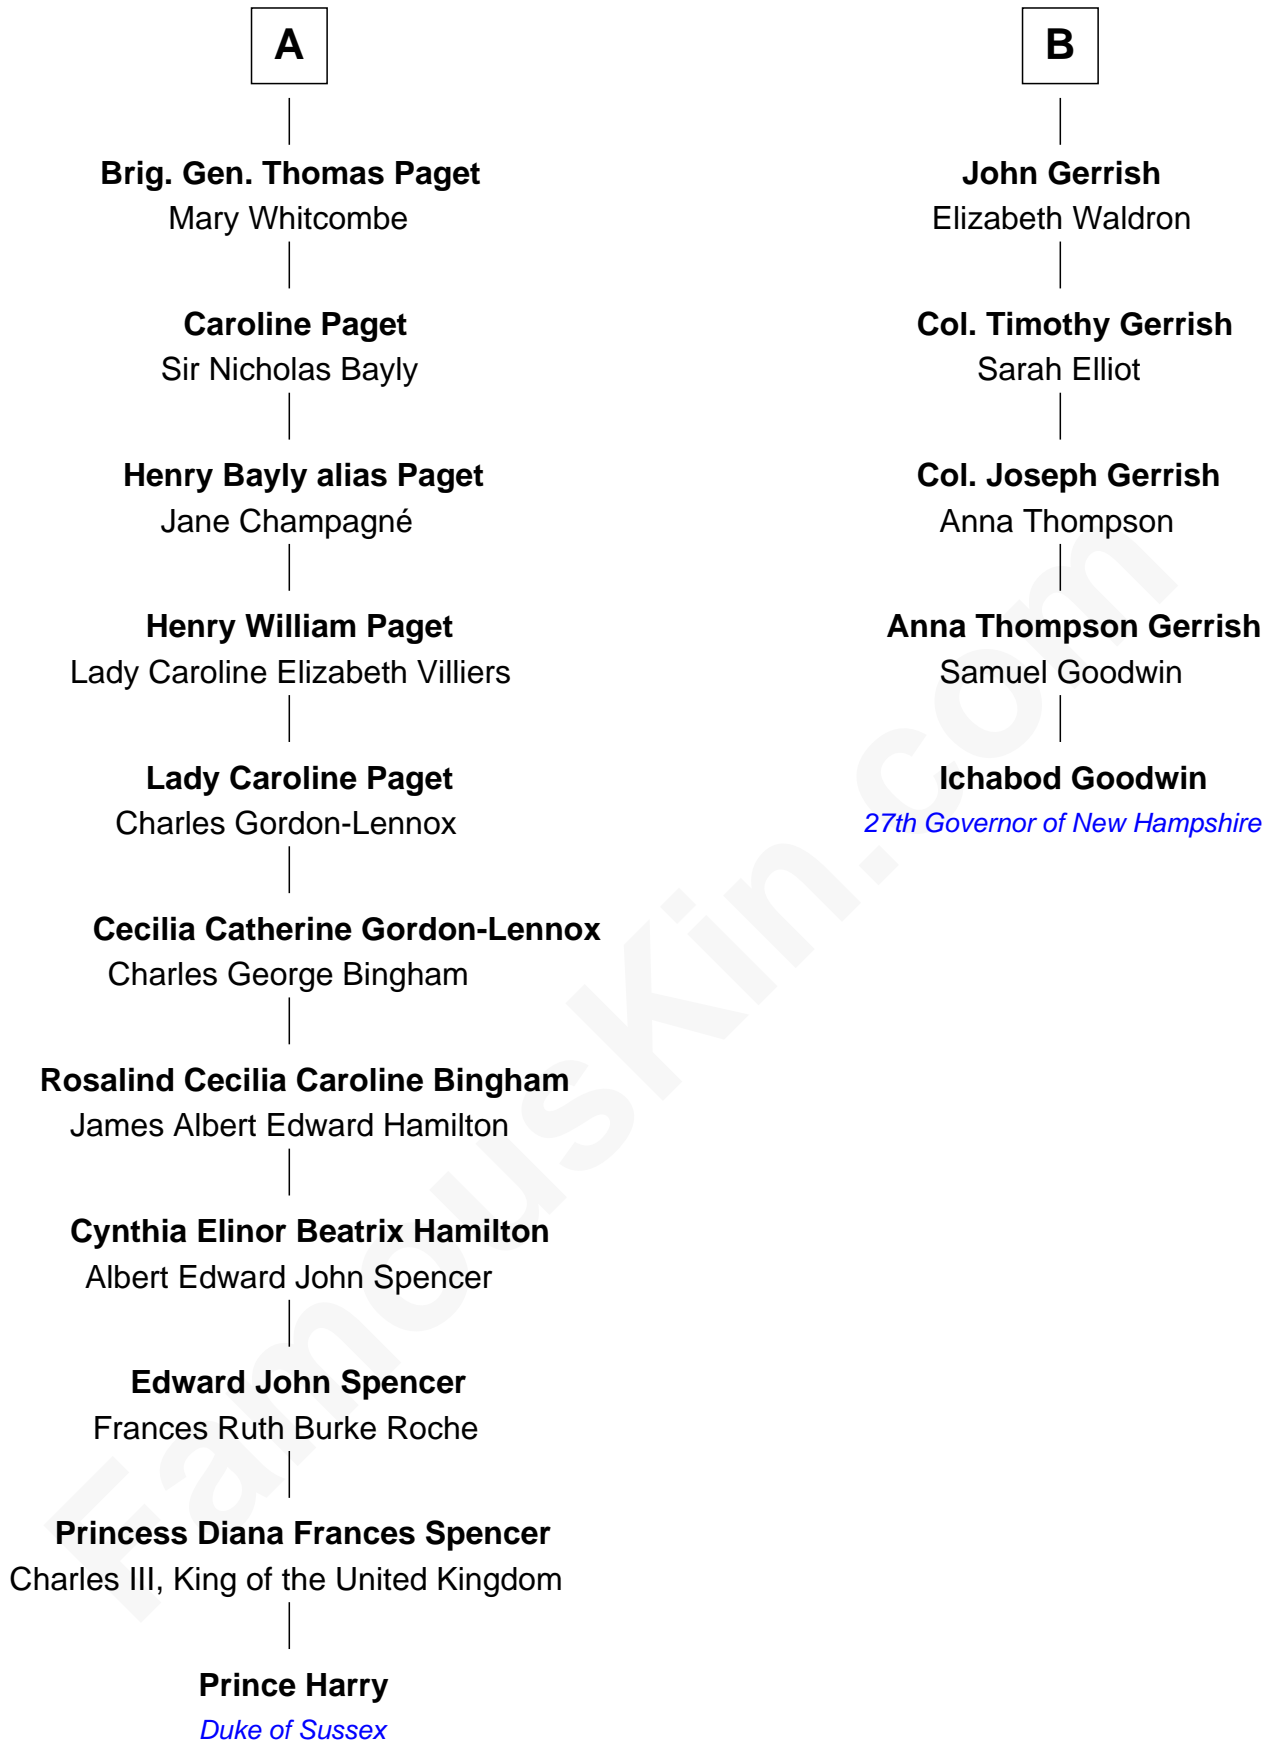 A
Brig. Gen. Thomas Paget
Mary Whitcombe
Caroline Paget
Sir Nicholas Bayly
Henry Bayly alias Paget
Jane Champagné
Henry William Paget
Lady Caroline Elizabeth Villiers
Lady Caroline Paget
Charles Gordon-Lennox
Cecilia Catherine Gordon-Lennox
Charles George Bingham
Rosalind Cecilia Caroline Bingham
James Albert Edward Hamilton
Cynthia Elinor Beatrix Hamilton
Albert Edward John Spencer
Edward John Spencer
Frances Ruth Burke Roche
Princess Diana Frances Spencer
Charles III, King of the United Kingdom
Prince Harry
Duke of Sussex
B
John Gerrish
Elizabeth Waldron
Col. Timothy Gerrish
Sarah Elliot
Col. Joseph Gerrish
Anna Thompson
Anna Thompson Gerrish
Samuel Goodwin
Ichabod Goodwin
27th Governor of New Hampshire
FamousKin.com